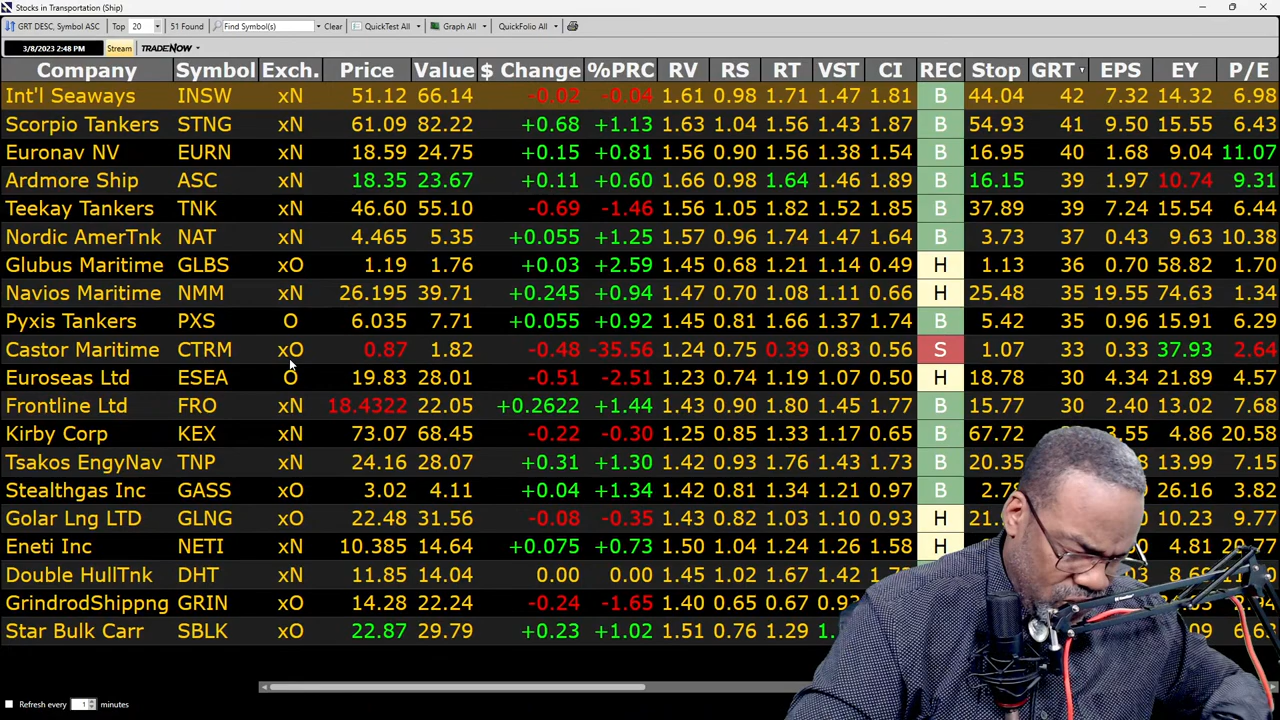 Stocks in Transportation (Ship)
GRT DESC, Symbol ASC Top 20 51 Found Find Symbol(s) Clear QuickTest All Graph All QuickFolio All
3/8/2023 2:48 PM Stream TRADENOW
Company Symbol Exch. Price Value $ Change %PRC RV RS RT VST CI REC Stop GRT EPS EY P/E
Int'l Seaways INSW xN 51.12 66.14 -0.02 -0.04 1.61 0.98 1.71 1.47 1.81 B 44.04 42 7.32 14.32 6.98
Scorpio Tankers STNG xN 61.09 82.22 +0.68 +1.13 1.63 1.04 1.56 1.43 1.87 B 54.93 41 9.50 15.55 6.43
Euronav NV EURN xN 18.59 24.75 +0.15 +0.81 1.56 0.90 1.56 1.38 1.54 B 16.95 40 1.68 9.04 11.07
Ardmore Ship ASC xN 18.35 23.67 +0.11 +0.60 1.66 0.98 1.64 1.46 1.89 B 16.15 39 1.97 10.74 9.31
Teekay Tankers TNK xN 46.60 55.10 -0.69 -1.46 1.56 1.05 1.82 1.52 1.85 B 37.89 39 7.24 15.54 6.44
Nordic AmerTnk NAT xN 4.465 5.35 +0.055 +1.25 1.57 0.96 1.74 1.47 1.64 B 3.73 37 0.43 9.63 10.38
Glubus Maritime GLBS xO 1.19 1.76 +0.03 +2.59 1.45 0.68 1.21 1.14 0.49 H 1.13 36 0.70 58.82 1.70
Navios Maritime NMM xN 26.195 39.71 +0.245 +0.94 1.47 0.70 1.08 1.11 0.66 H 25.48 35 19.55 74.63 1.34
Pyxis Tankers PXS O 6.035 7.71 +0.055 +0.92 1.45 0.81 1.66 1.37 1.74 B 5.42 35 0.96 15.91 6.29
Castor Maritime CTRM xO 0.87 1.82 -0.48 -35.56 1.24 0.75 0.39 0.83 0.56 S 1.07 33 0.33 37.93 2.64
Euroseas Ltd ESEA O 19.83 28.01 -0.51 -2.51 1.23 0.74 1.19 1.07 0.50 H 18.78 30 4.34 21.89 4.57
Frontline Ltd FRO xN 18.4322 22.05 +0.2622 +1.44 1.43 0.90 1.80 1.45 1.77 B 15.77 30 2.40 13.02 7.68
Kirby Corp KEX xN 73.07 68.45 -0.22 -0.30 1.25 0.85 1.33 1.17 0.65 B 67.72 3.55 4.86 20.58
Tsakos EngyNav TNP xN 24.16 28.07 +0.31 +1.30 1.42 0.93 1.76 1.43 1.73 B 20.35 13.99 7.15
Stealthgas Inc GASS xO 3.02 4.11 +0.04 +1.34 1.42 0.81 1.34 1.21 0.97 B 26.16 3.82
Golar Lng LTD GLNG xO 22.48 31.56 -0.08 -0.35 1.43 0.82 1.03 1.10 0.93 H 10.23 9.77
Eneti Inc NETI xN 10.385 14.64 +0.075 +0.73 1.50 1.04 1.24 1.26 1.58 H 4.81
Double HullTnk DHT xN 11.85 14.04 0.00 0.00 1.45 1.02 1.67 1.42
GrindrodShippng GRIN xO 14.28 22.24 -0.24 -1.65 1.40 0.65 0.67
Star Bulk Carr SBLK xO 22.87 29.79 +0.23 +1.02 1.51 0.76 1.29
Refresh every 1 minutes